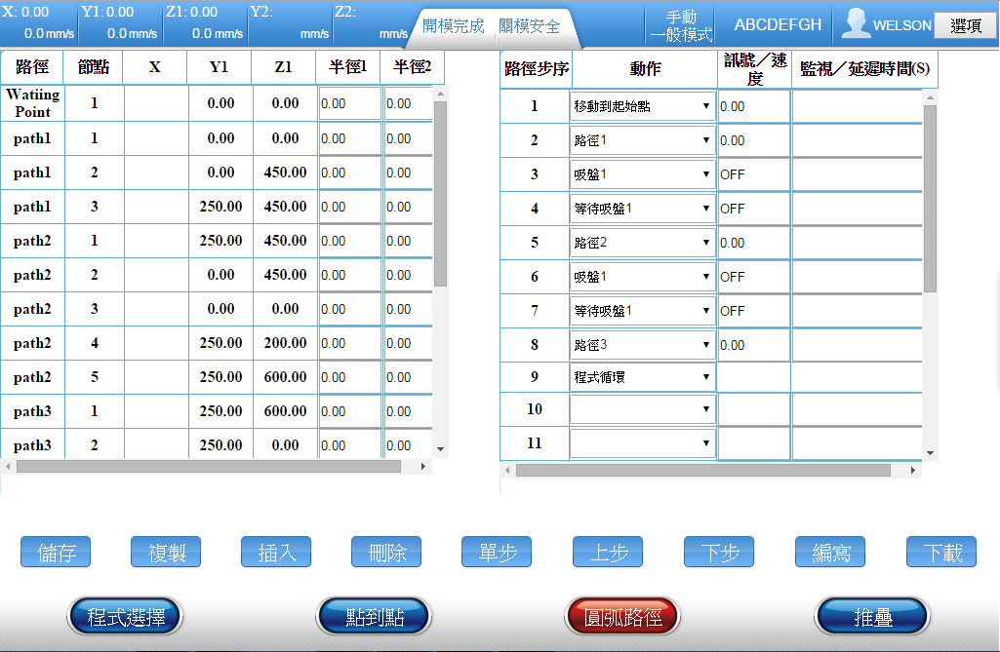 X: 0.00 Y1: 0.00 Z1: 0.00 Y2: Z2:
0.0 mm/s 0.0 mm/s 0.0 mm/s mm/s mm/s
開模完成 關模安全
手動
一般模式
ABCDEFGH
WELSON
選項
路徑 節點 X Y1 Z1 半徑1 半徑2
Watiing Point 1 0.00 0.00 0.00 0.00
path1 1 0.00 0.00 0.00 0.00
path1 2 0.00 450.00 0.00 0.00
path1 3 250.00 450.00 0.00 0.00
path2 1 250.00 450.00 0.00 0.00
path2 2 0.00 450.00 0.00 0.00
path2 3 0.00 0.00 0.00 0.00
path2 4 250.00 200.00 0.00 0.00
path2 5 250.00 600.00 0.00 0.00
path3 1 250.00 600.00 0.00 0.00
path3 2 250.00 0.00 0.00 0.00
路徑步序 動作 訊號／速度 監視／延遲時間(S)
1 移動到起始點 0.00
2 路徑1 0.00
3 吸盤1 OFF
4 等待吸盤1 OFF
5 路徑2 0.00
6 吸盤1 OFF
7 等待吸盤1 OFF
8 路徑3 0.00
9 程式循環
10
11
儲存 複製 插入 刪除 單步 上步 下步 編寫 下載
程式選擇 點到點 圓弧路徑 推疊